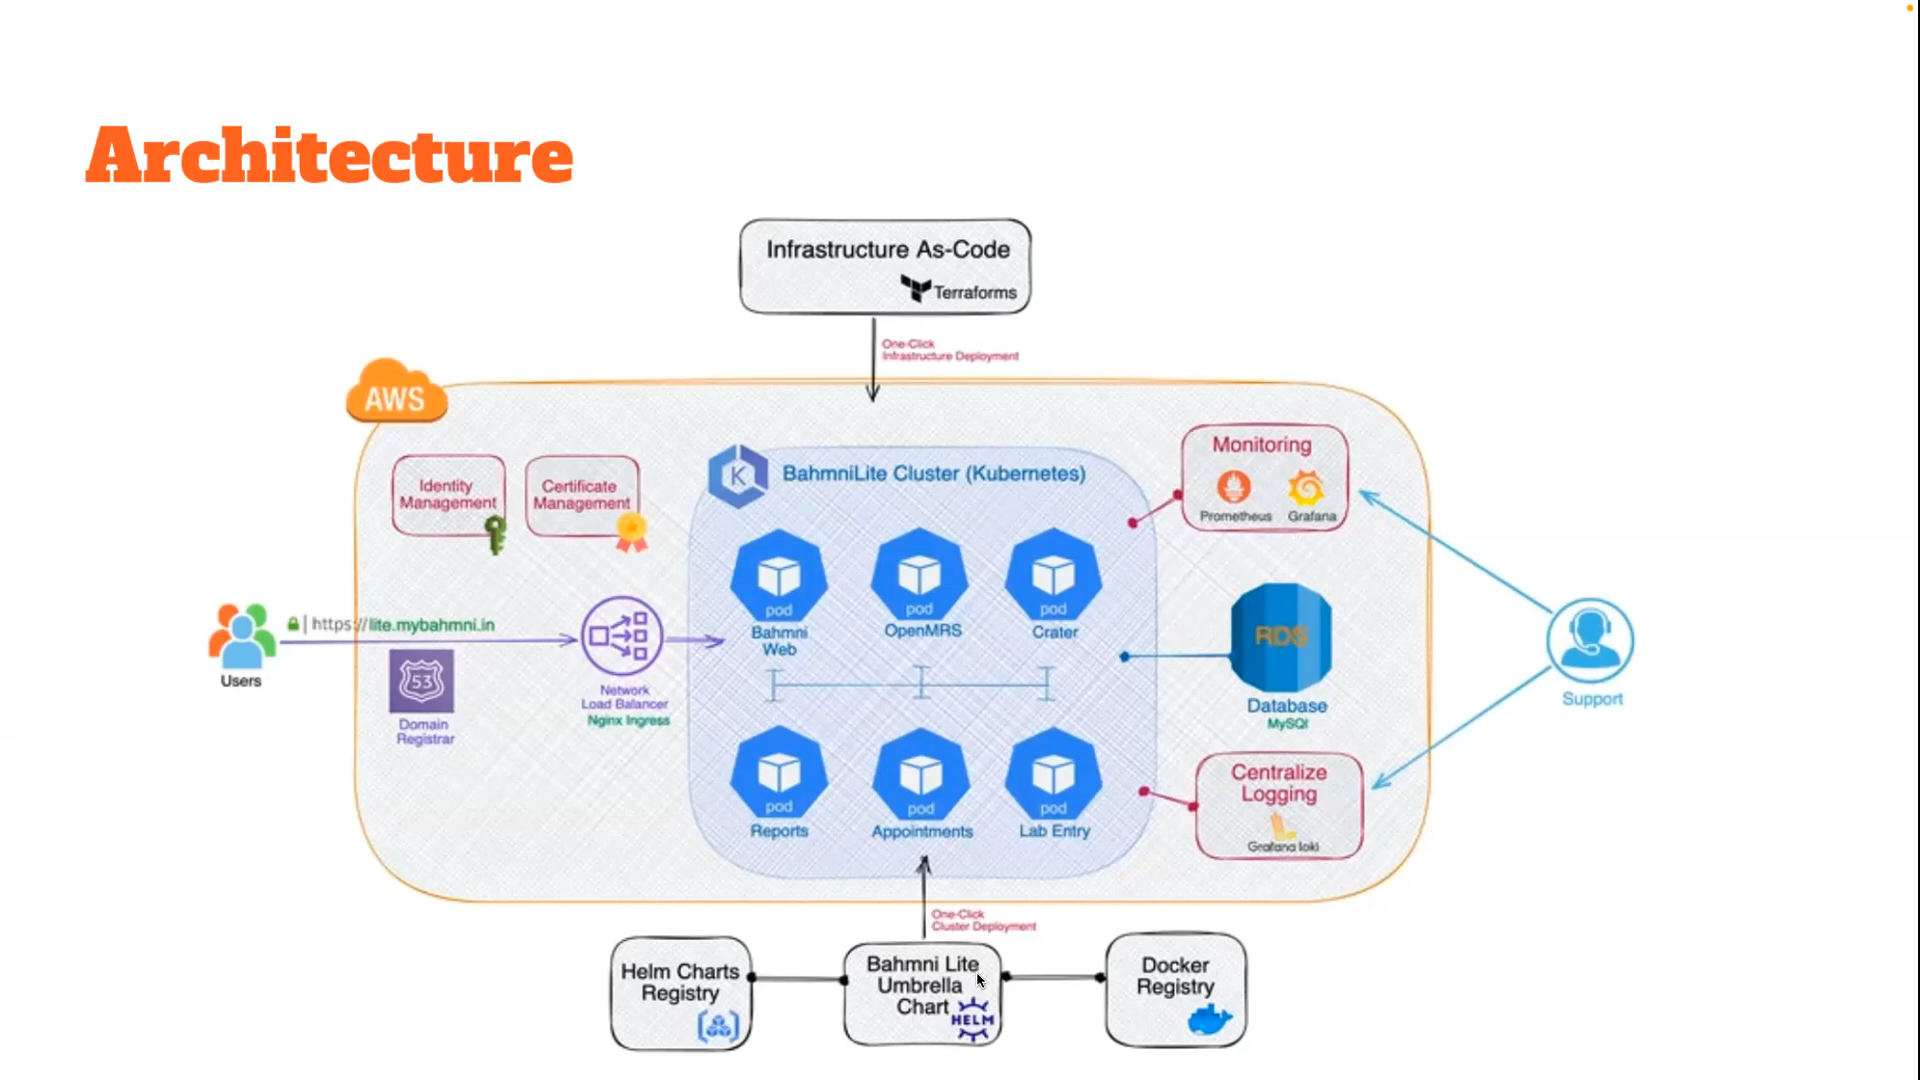 Architecture
Infrastructure As-Code
Terraforms
One-Click
Infrastructure Deployment
AWS
Identity
Management
Certificate
Management
BahmniLite Cluster (Kubernetes)
K
Monitoring
Prometheus
Grafana
pod
Bahmni
Web
pod
OpenMRS
pod
Crater
https://lite.mybahmni.in
Users
53
Domain
Registrar
Network
Load Balancer
Nginx Ingress
RDS
Database
MySQl
Support
pod
Reports
pod
Appointments
pod
Lab Entry
Centralize
Logging
Grafana loki
One-Click
Cluster Deployment
Helm Charts
Registry
Bahmni Lite
Umbrella
Chart
HELM
Docker
Registry